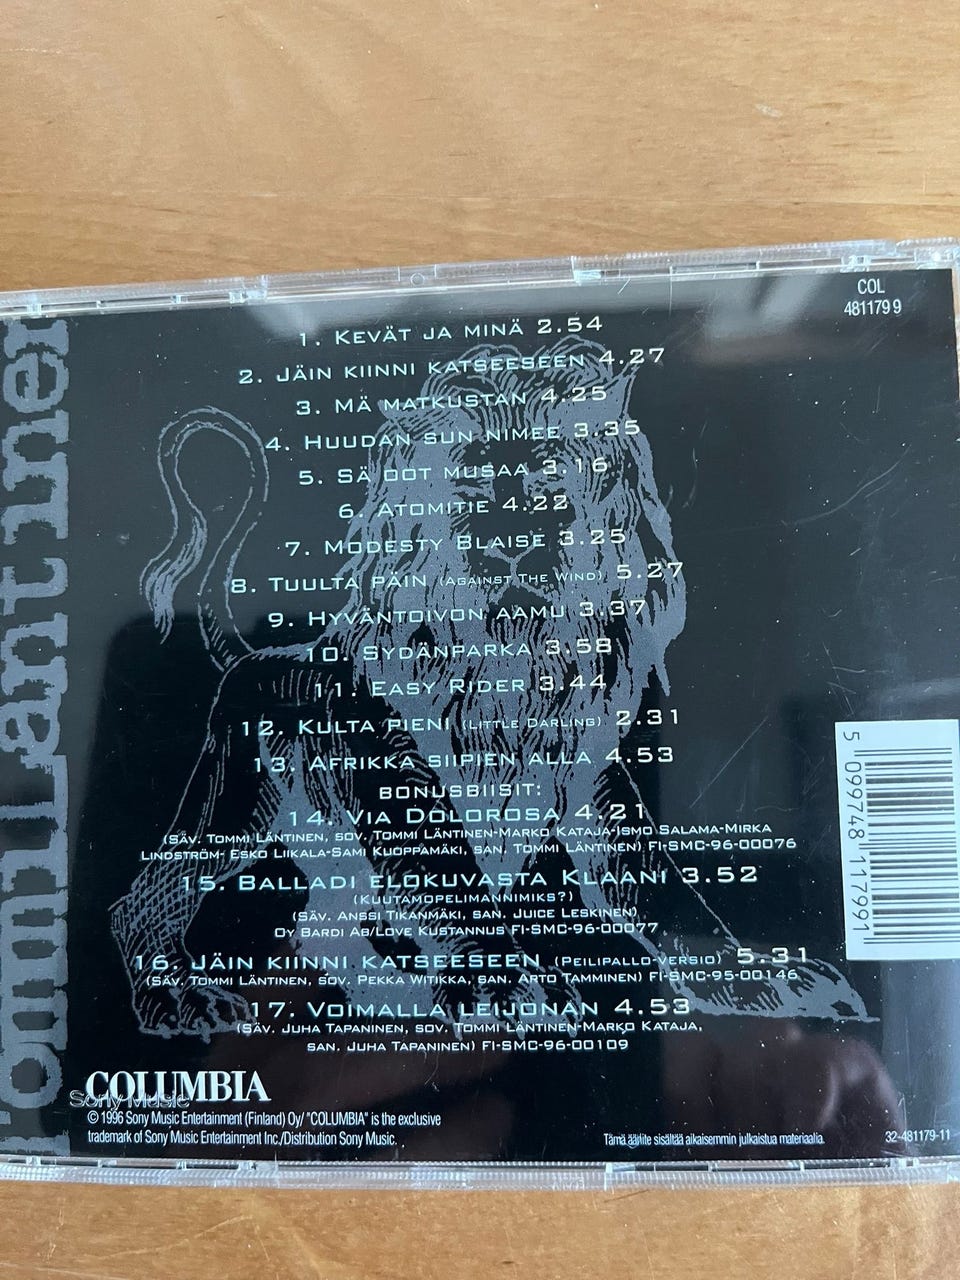 Tommi Läntinen
COL
481179 9
1. Kevät ja minä 2.54
2. Jäin kiinni katseeseen 4.27
3. Mä matkustan 4.25
4. Huudan sun nimee 3.35
5. Sä oot musaa 3.16
6. Atomitie 4.22
7. Modesty Blaise 3.25
8. Tuulta päin (Against The Wind) 5.27
9. Hyväntoivon aamu 3.37
10. Sydänparka 3.58
11. Easy Rider 3.44
12. Kulta pieni (Little Darling) 2.31
13. Afrikka siipien alla 4.53
bonusbiisit:
14. Via Dolorosa 4.21
(Säv. Tommi Läntinen, sov. Tommi Läntinen-Marko Kataja-Ismo Salama-Mirka
Lindström- Esko Liikala-Sami Kuoppamäki, san. Tommi Läntinen) FI-SMC-96-00076
15. Balladi elokuvasta Klaani 3.52
(Kuutamopelimannimiks?)
(Säv. Anssi Tikanmäki, san. Juice Leskinen)
Oy Bardi Ab/Love Kustannus FI-SMC-96-00077
16. Jäin kiinni katseeseen (Peilipallo-versio) 5.31
(Säv. Tommi Läntinen, sov. Pekka Witikka, san. Arto Tamminen) FI-SMC-95-00146
17. Voimalla leijonan 4.53
(Säv. Juha Tapaninen, sov. Tommi Läntinen-Marko Kataja,
san. Juha Tapaninen) FI-SMC-96-00109
5 099748 117991
COLUMBIA
Sony Music
© 1996 Sony Music Entertainment (Finland) Oy/ "COLUMBIA" is the exclusive
trademark of Sony Music Entertainment Inc./Distribution Sony Music.
Tämä äänite sisältää aikaisemmin julkaistua materiaalia.
32-481179-11